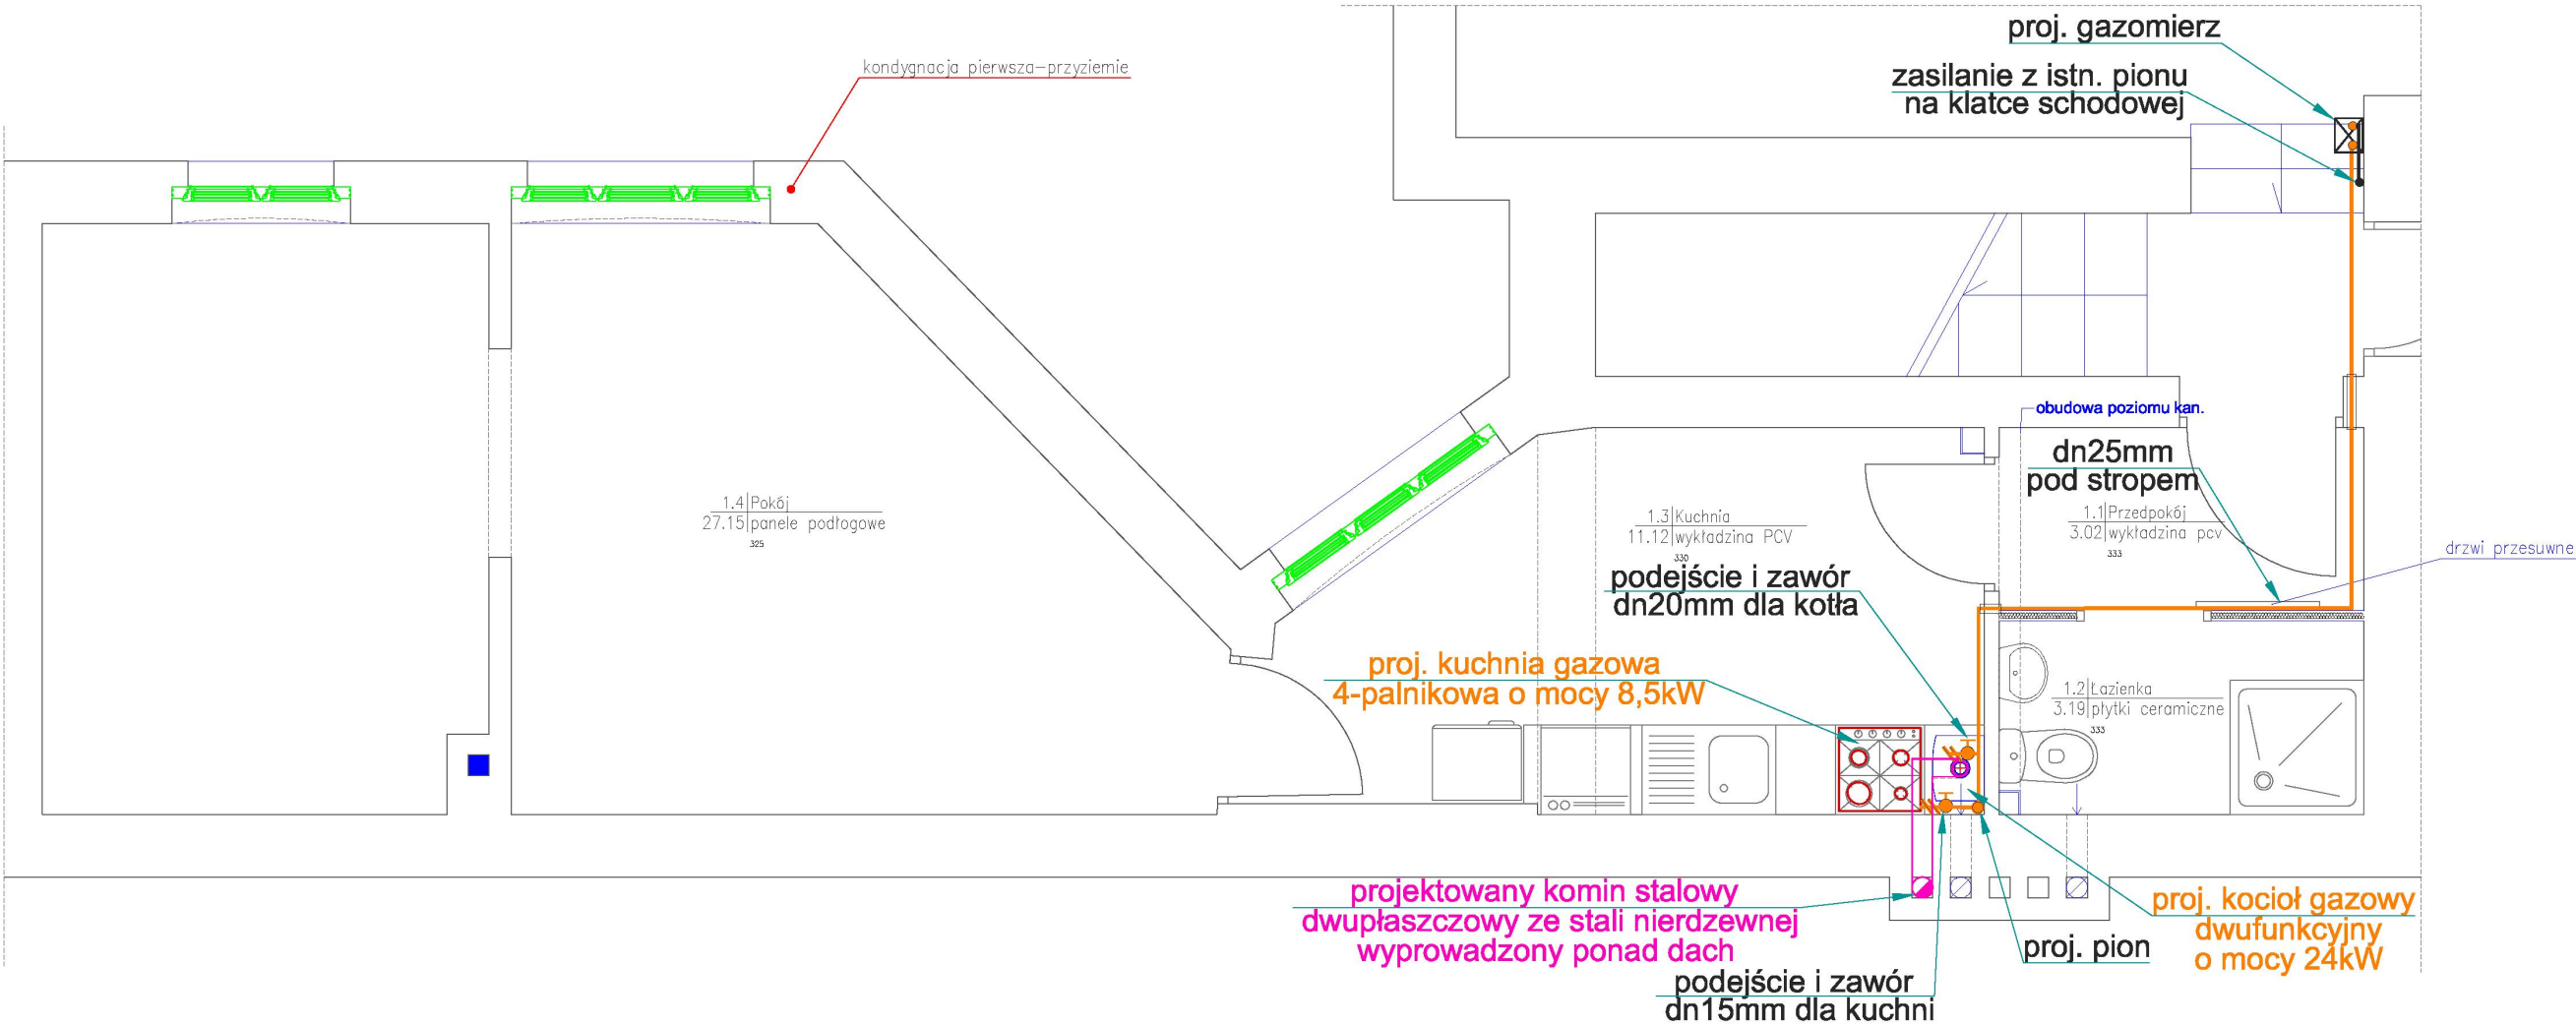 proj. gazomierz
kondygnacja pierwsza-przyziemie
zasilanie z istn. pionu
na klatce schodowej
obudowa poziomu kan.
dn25mm
pod stropem
1.4 Pokój
27.15 panele podłogowe
325
1.3 Kuchnia
11.12 wykładzina PCV
330
1.1 Przedpokój
3.02 wykładzina pcv
333
drzwi przesuwne
podejście i zawór
dn20mm dla kotła
proj. kuchnia gazowa
4-palnikowa o mocy 8,5kW
1.2 Łazienka
3.19 płytki ceramiczne
333
projektowany komin stalowy
dwupłaszczowy ze stali nierdzewnej
wyprowadzony ponad dach
proj. kocioł gazowy
dwufunkcyjny
o mocy 24kW
proj. pion
podejście i zawór
dn15mm dla kuchni